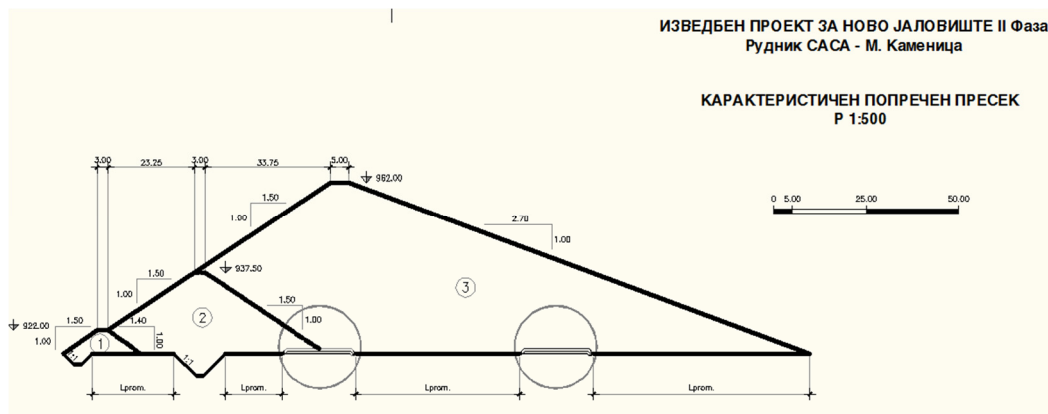 ИЗВЕДБЕН ПРОЕКТ ЗА НОВО ЈАЛОВИШТЕ II Фаза
Рудник САСА - М. Каменица
КАРАКТЕРИСТИЧЕН ПОПРЕЧЕН ПРЕСЕК
Р 1:500
3.00 23.25 3.00 33.75 5.00
962.00
0 5.00 25.00 50.00
1.50
1.00
2.70
1.00
937.50
1.50
1.00
3
1.50
1.00
2
922.00
1.50
1.00
1.40
1.00
1
1:1
1:1
Lprom. Lprom. Lprom. Lprom.